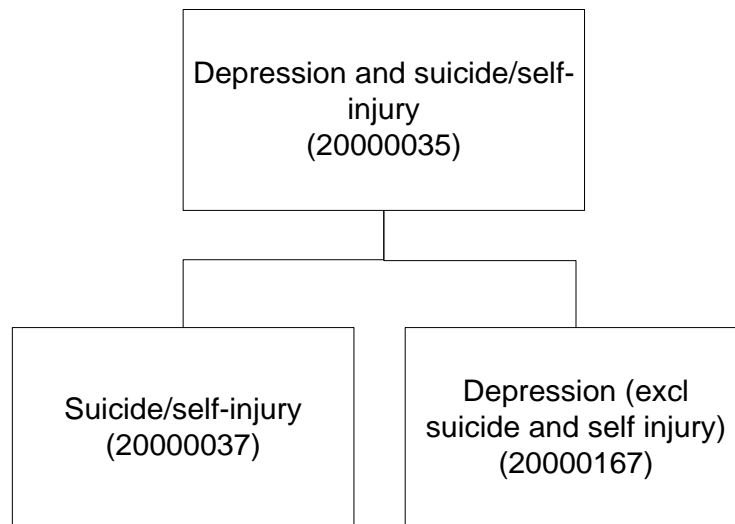 Depression and suicide/self-
injury
(20000035)
Suicide/self-injury
(20000037)
Depression (excl
suicide and self injury)
(20000167)